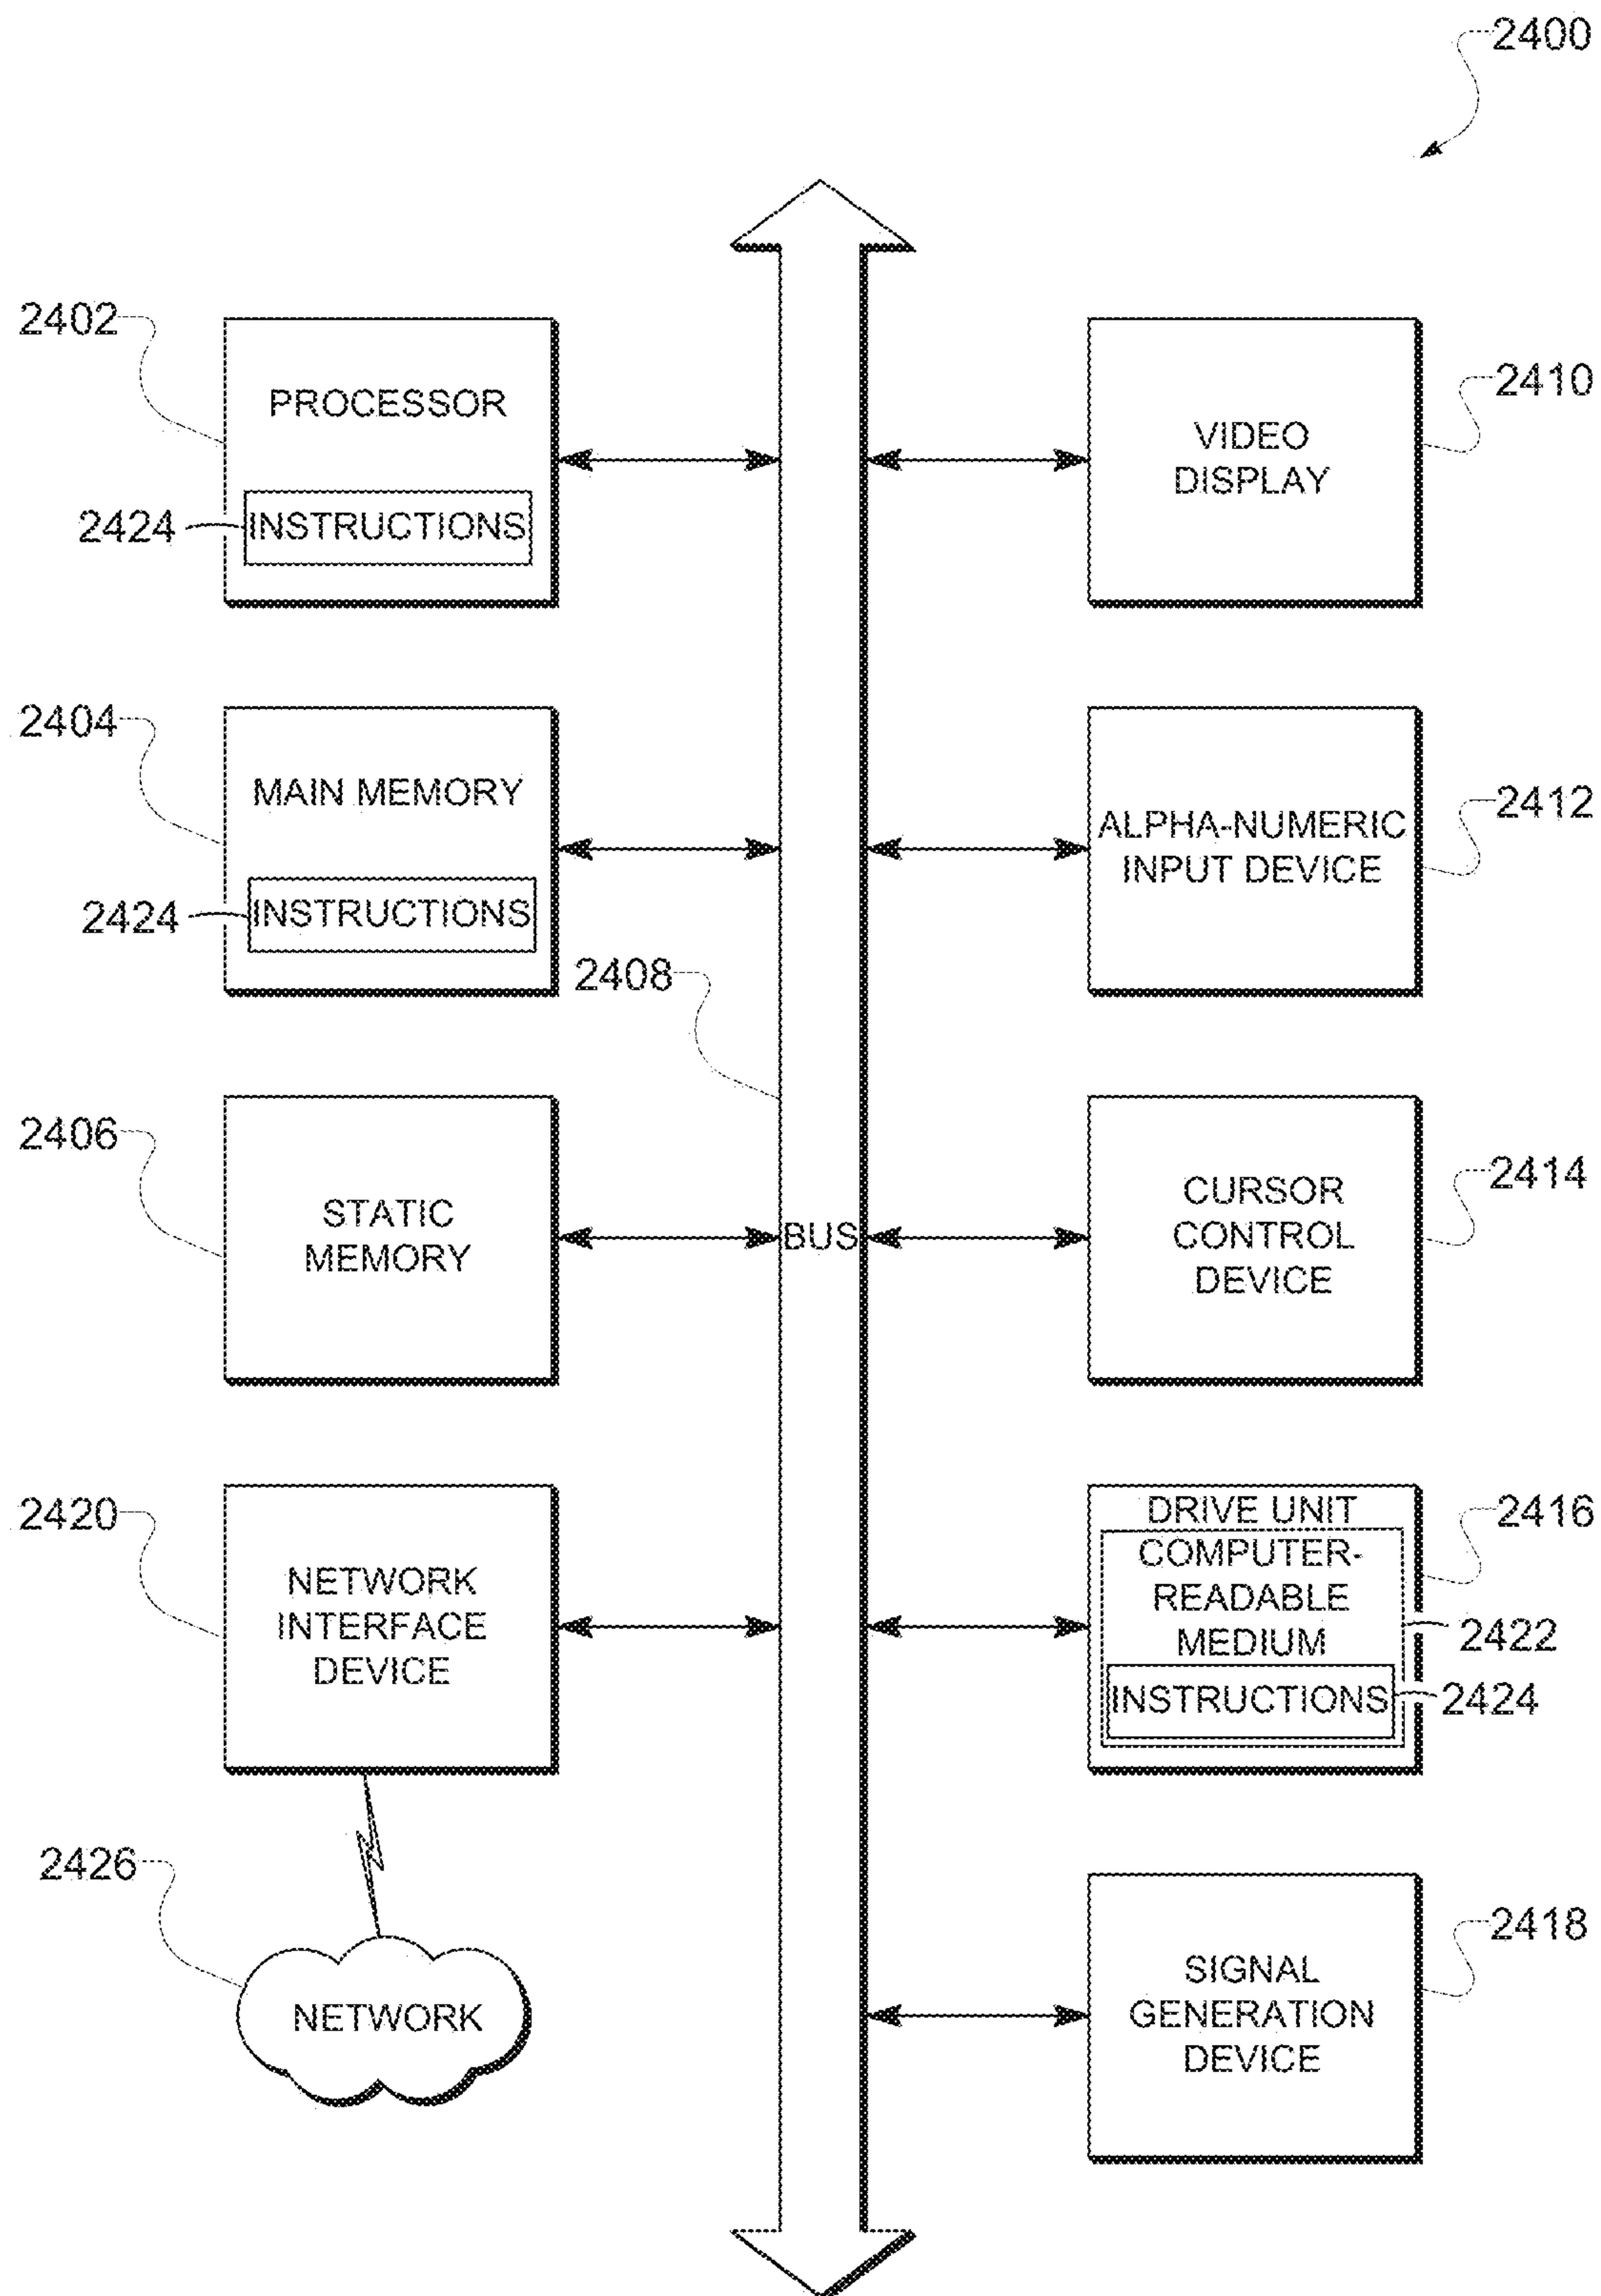 2400
2402
PROCESSOR
2424
INSTRUCTIONS
2410
VIDEO
DISPLAY
2404
MAIN MEMORY
2424
INSTRUCTIONS
2412
ALPHA-NUMERIC
INPUT DEVICE
2408
2406
STATIC
MEMORY
BUS
2414
CURSOR
CONTROL
DEVICE
2420
NETWORK
INTERFACE
DEVICE
2416
DRIVE UNIT
COMPUTER-
READABLE
MEDIUM
2422
INSTRUCTIONS
2424
2426
NETWORK
2418
SIGNAL
GENERATION
DEVICE